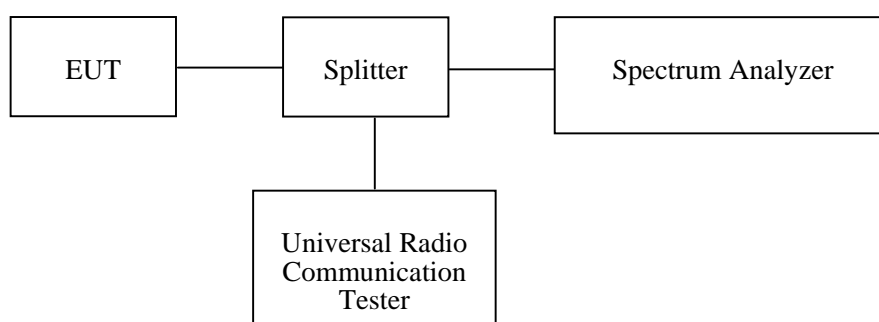 EUT
Splitter
Spectrum Analyzer
Universal Radio
Communication
Tester